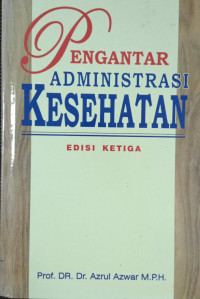 PENGANTAR
ADMINISTRASI
KESEHATAN
EDISI KETIGA
Prof. DR. Dr. Azrul Azwar M.P.H.